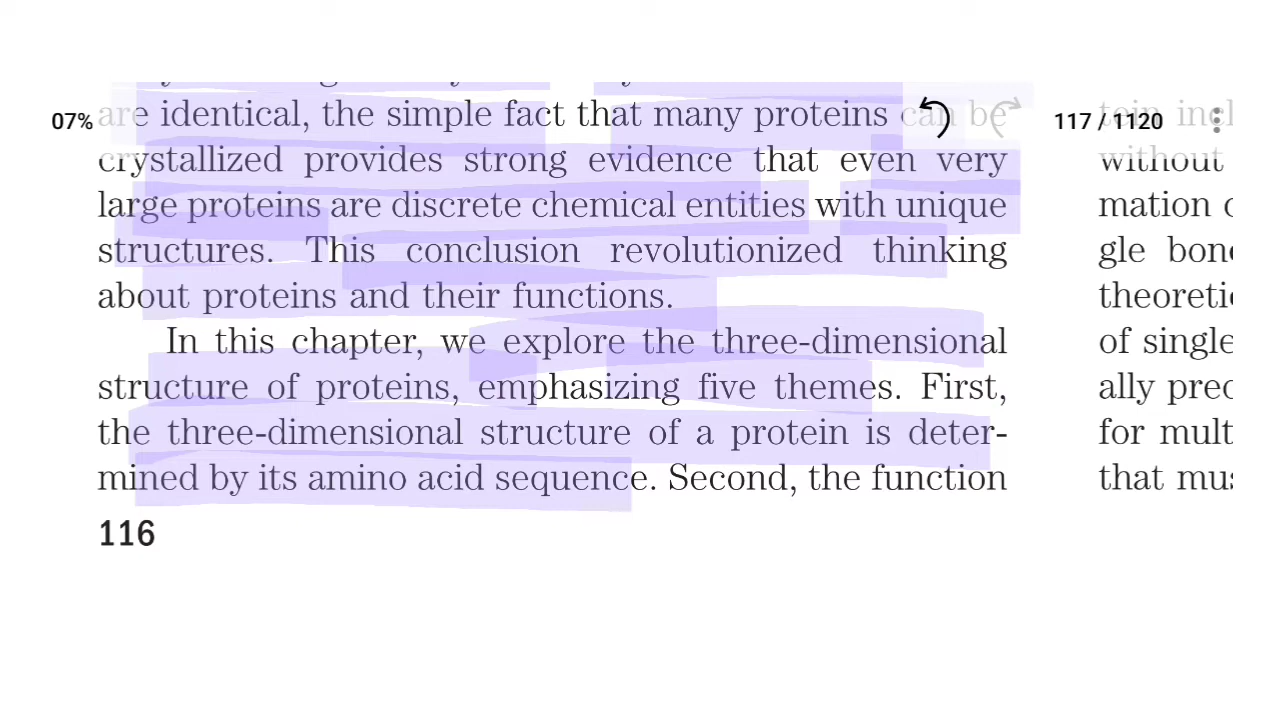 are identical, the simple fact that many proteins can be
crystallized provides strong evidence that even very
large proteins are discrete chemical entities with unique
structures. This conclusion revolutionized thinking
about proteins and their functions.
In this chapter, we explore the three-dimensional
structure of proteins, emphasizing five themes. First,
the three-dimensional structure of a protein is deter-
mined by its amino acid sequence. Second, the function
116
07%
117 / 1120
tein incl
without
mation
gle bon
theoreti
of single
ally prec
for mult
that mus